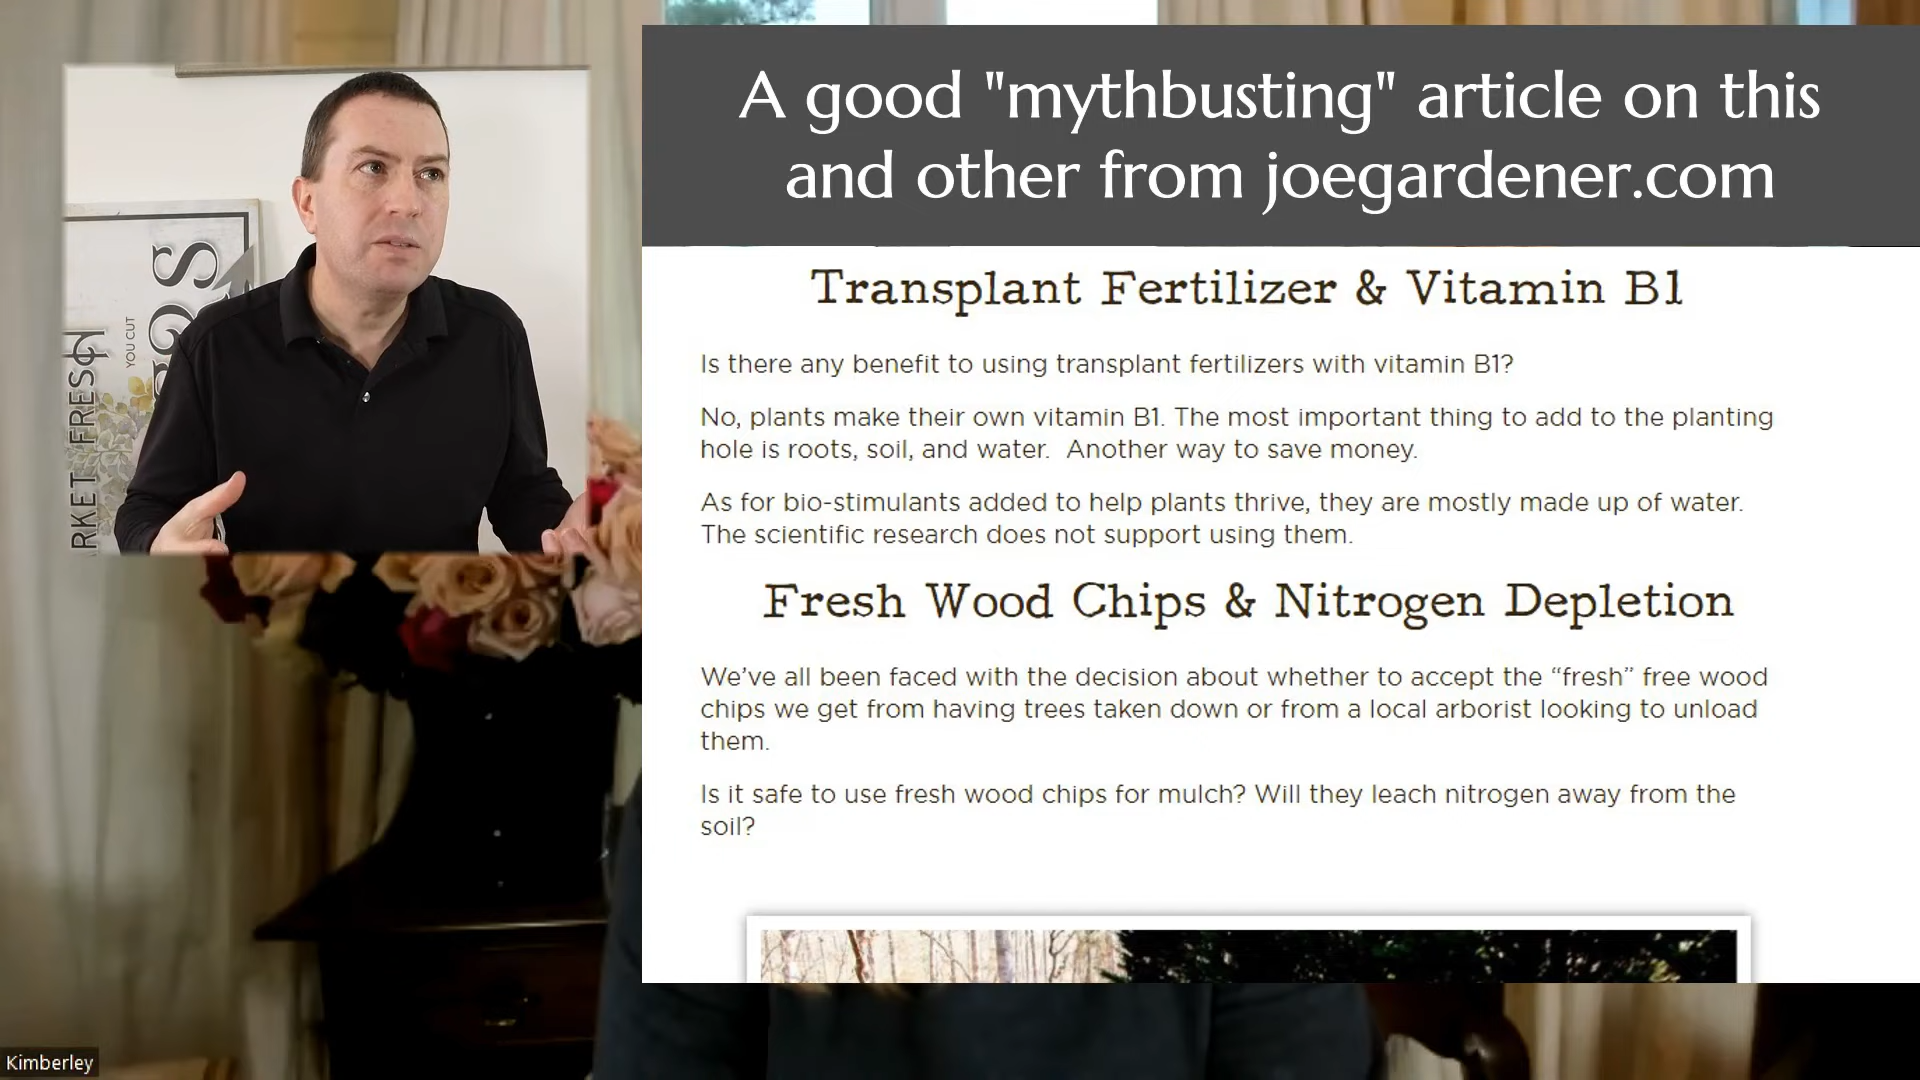 A good "mythbusting" article on this
and other from joegardener.com
Transplant Fertilizer & Vitamin B1
Is there any benefit to using transplant fertilizers with vitamin B1?
No, plants make their own vitamin B1. The most important thing to add to the planting
hole is roots, soil, and water.  Another way to save money.
As for bio-stimulants added to help plants thrive, they are mostly made up of water.
The scientific research does not support using them.
Fresh Wood Chips & Nitrogen Depletion
We’ve all been faced with the decision about whether to accept the “fresh” free wood
chips we get from having trees taken down or from a local arborist looking to unload
them.
Is it safe to use fresh wood chips for mulch? Will they leach nitrogen away from the
soil?
YOU CUT
RKET FRESH
Kimberley